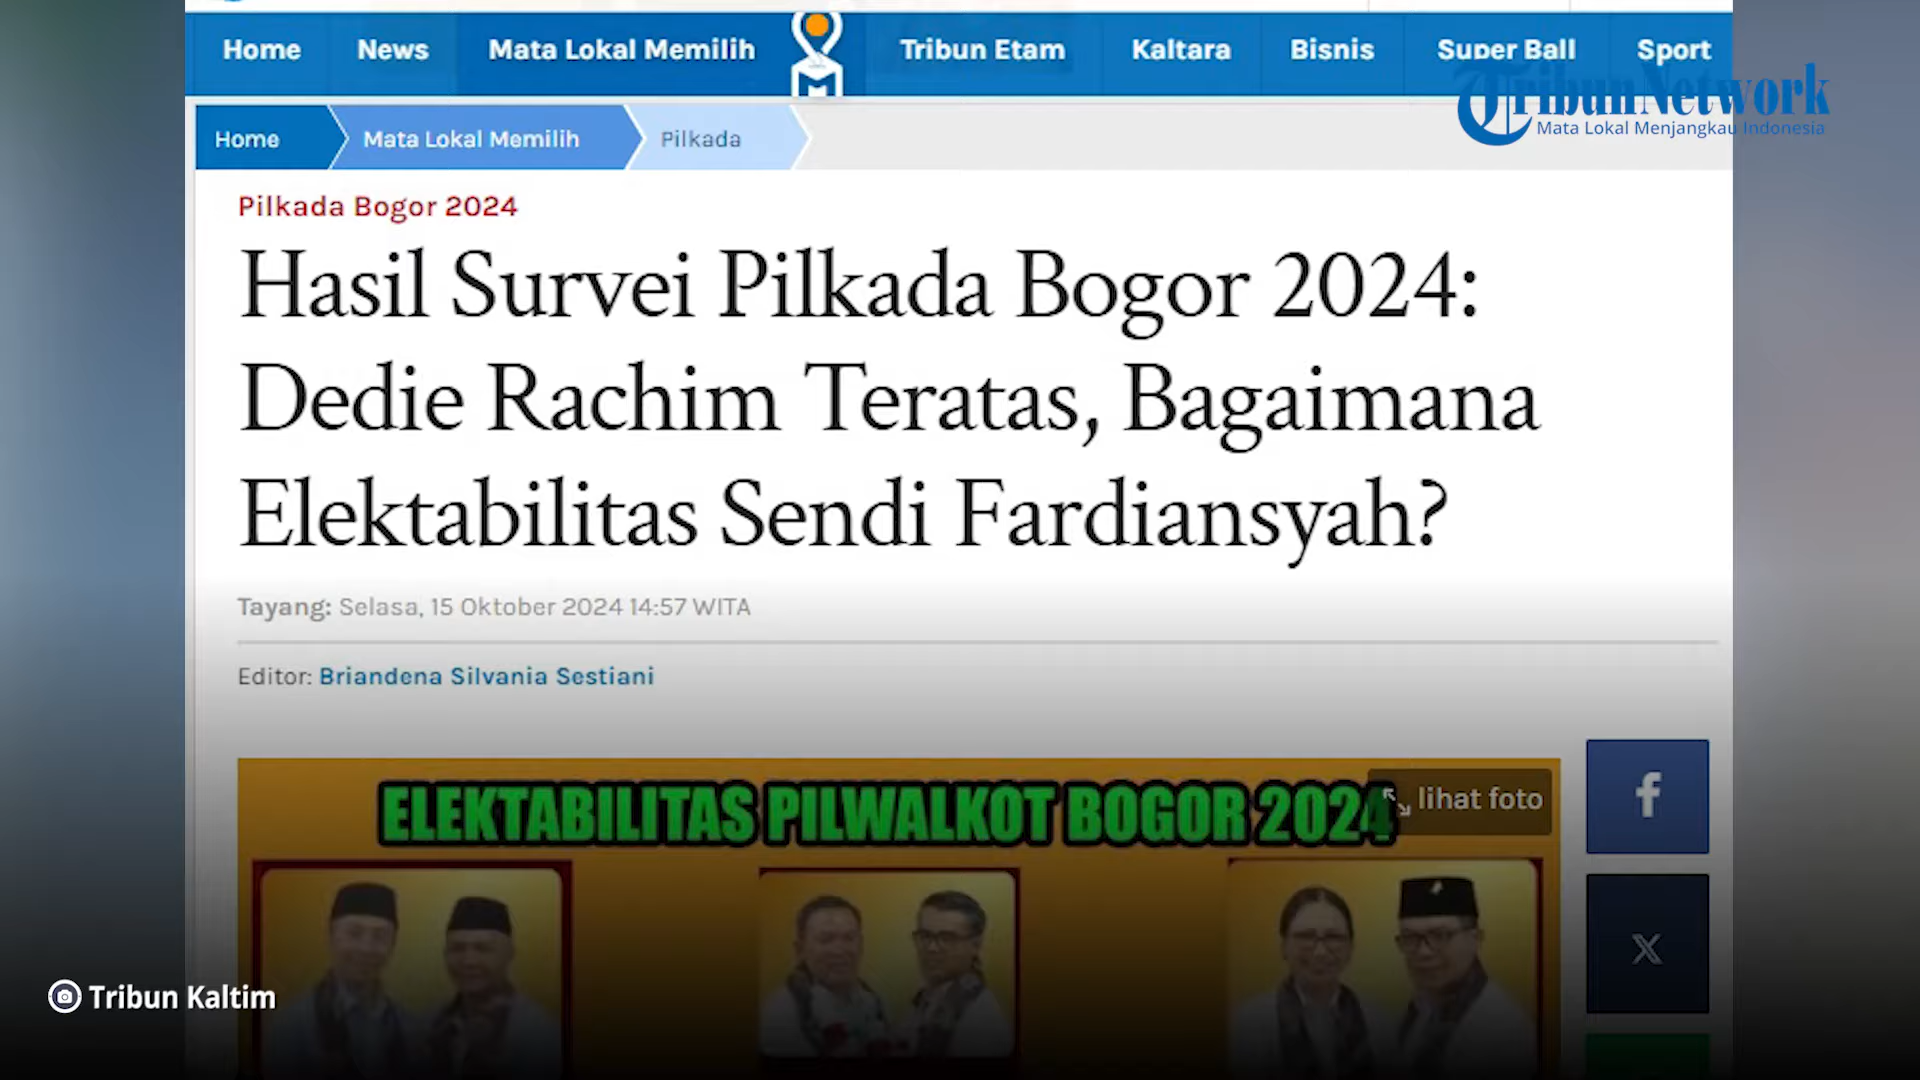 Home News Mata Lokal Memilih Tribun Etam Kaltara Bisnis Super Ball Sport
TribunNetwork
Mata Lokal Menjangkau Indonesia
Home Mata Lokal Memilih Pilkada
Pilkada Bogor 2024
Hasil Survei Pilkada Bogor 2024:
Dedie Rachim Teratas, Bagaimana
Elektabilitas Sendi Fardiansyah?
Tayang: Selasa, 15 Oktober 2024 14:57 WITA
Editor: Briandena Silvania Sestiani
ELEKTABILITAS PILWALKOT BOGOR 2024
lihat foto
Tribun Kaltim